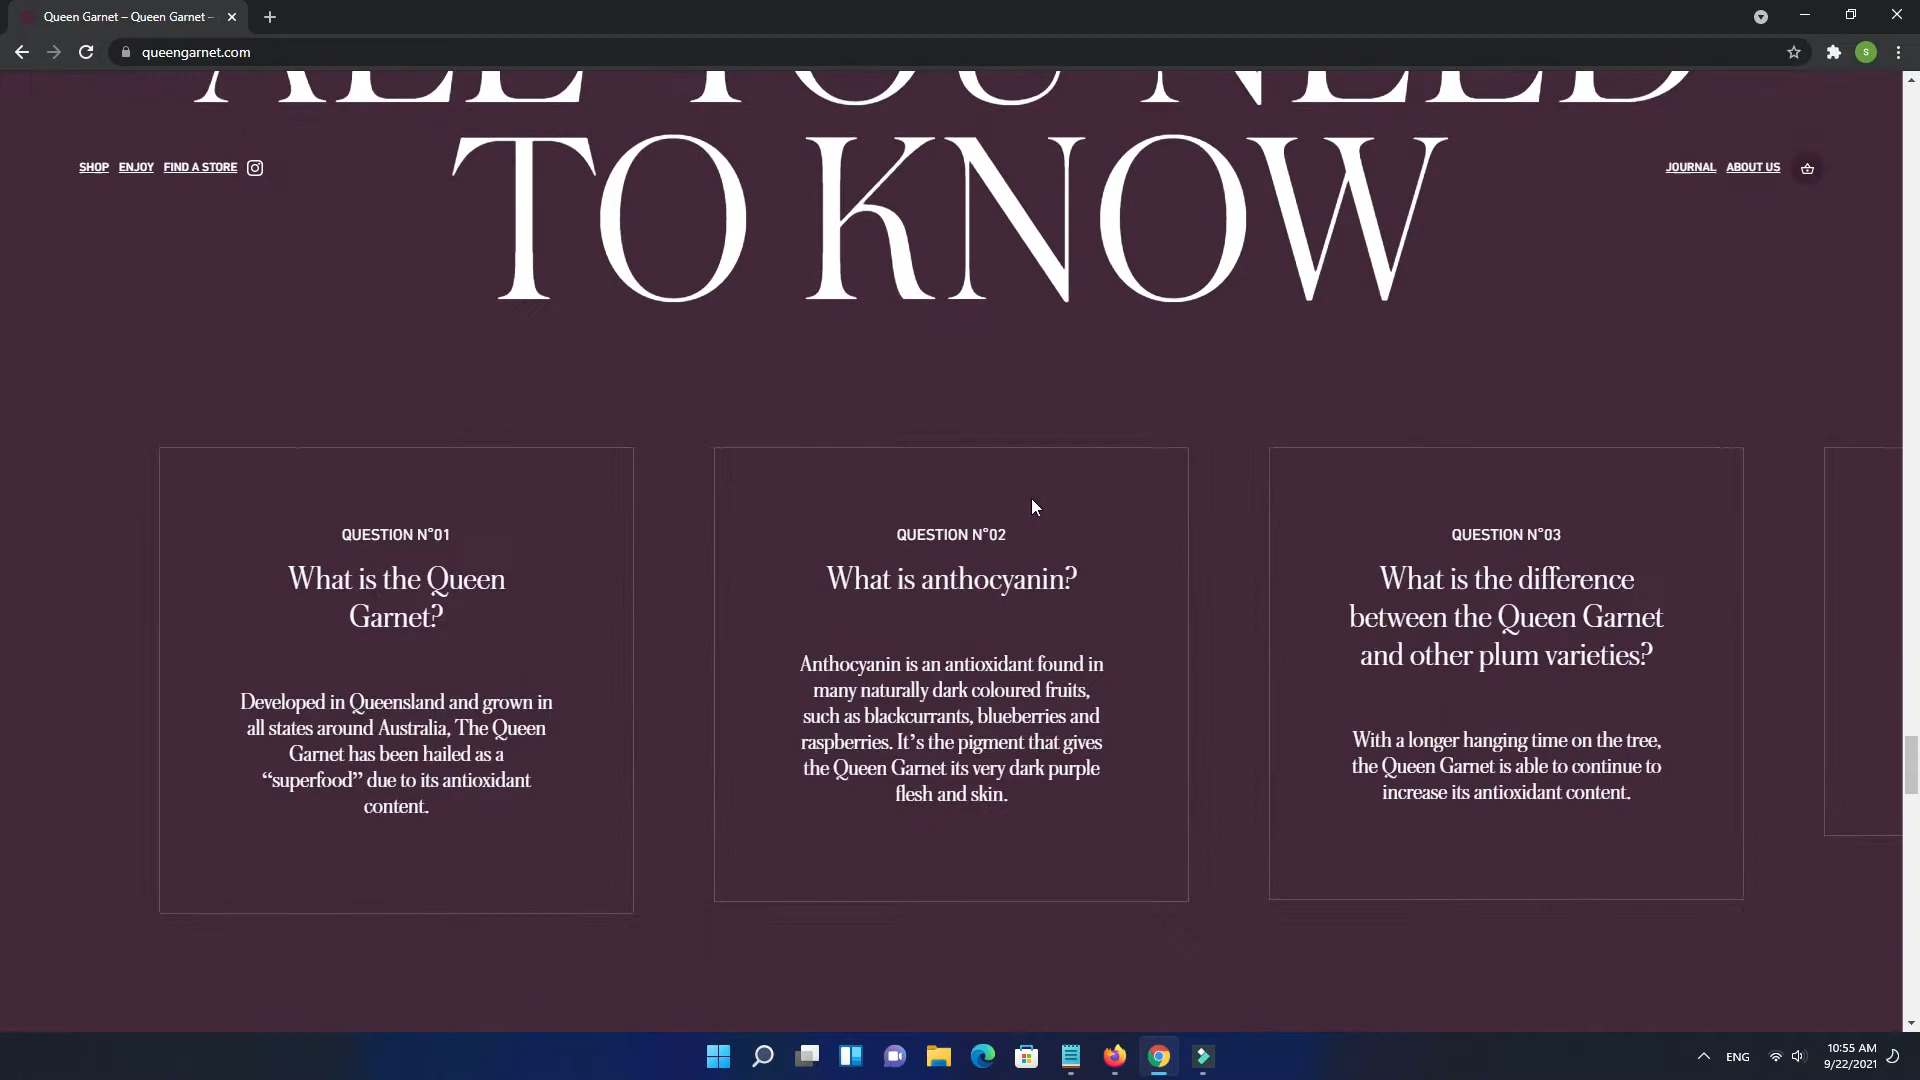 Queen Garnet – Queen Garnet –
queengarnet.com
S
ALL YOU NEED
TO KNOW
SHOP ENJOY FIND A STORE
JOURNAL ABOUT US
QUESTION N°01
What is the Queen
Garnet?
Developed in Queensland and grown in
all states around Australia, The Queen
Garnet has been hailed as a
“superfood” due to its antioxidant
content.
QUESTION N°02
What is anthocyanin?
Anthocyanin is an antioxidant found in
many naturally dark coloured fruits,
such as blackcurrants, blueberries and
raspberries. It’s the pigment that gives
the Queen Garnet its very dark purple
flesh and skin.
QUESTION N°03
What is the difference
between the Queen Garnet
and other plum varieties?
With a longer hanging time on the tree,
the Queen Garnet is able to continue to
increase its antioxidant content.
ENG
10:55 AM
9/22/2021